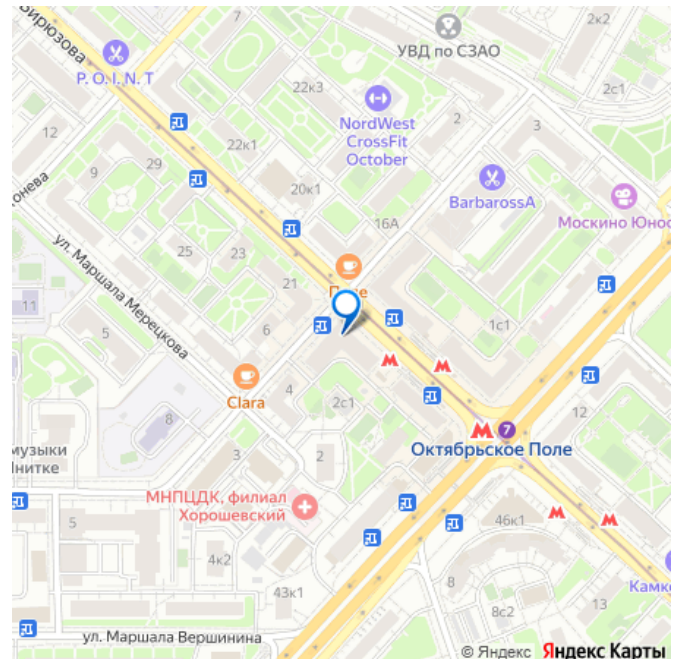 Бирюзова
7
2к2
УВД по СЗАО
P. O. I. N. T
22к3
2с1
NordWest
CrossFit
October
2
3
12
22к1
29
9
BarbarossA
20к1
Москино Юнос
онева
16А
ул. Маршала Мерецкова
25
23
21
11
6
1с1
5
Clara
4
2с1
12
8
7
Октябрьское Поле
музыки
Шнитке
3
2
МНПЦДК, филиал
Хорошевский
5
46к1
4к2
8
Камк
43к1
13
8с2
ул. Маршала Вершинина
© Яндекс Яндекс Карты